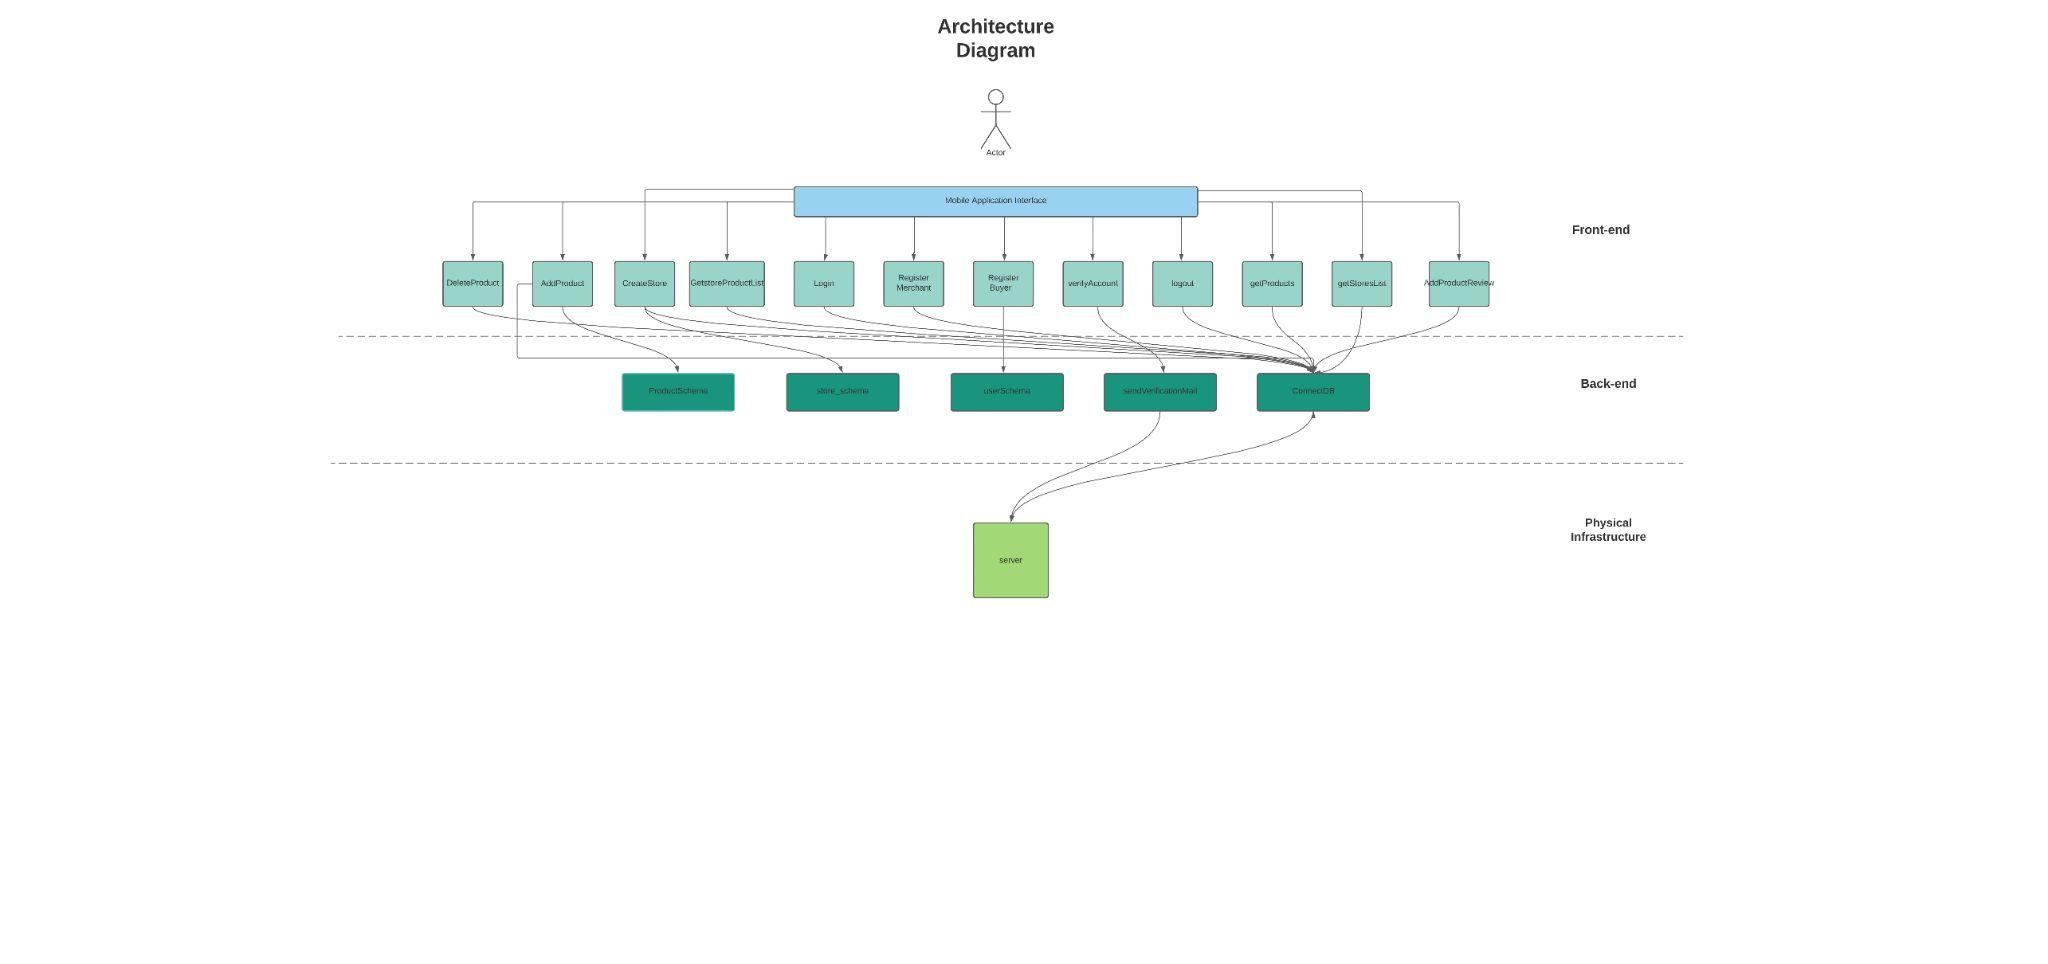 Architecture
Diagram
Actor
Mobile Application Interface
Front-end
DeleteProduct
AddProduct
CreateStore
GetstoreProductList
Login
Register
Merchant
Register
Buyer
verifyAccount
logout
getProducts
getStoresList
AddProductReview
ProductSchema
store_schema
userSchema
sendVerificationMail
ConnectDB
Back-end
Physical
Infrastructure
server